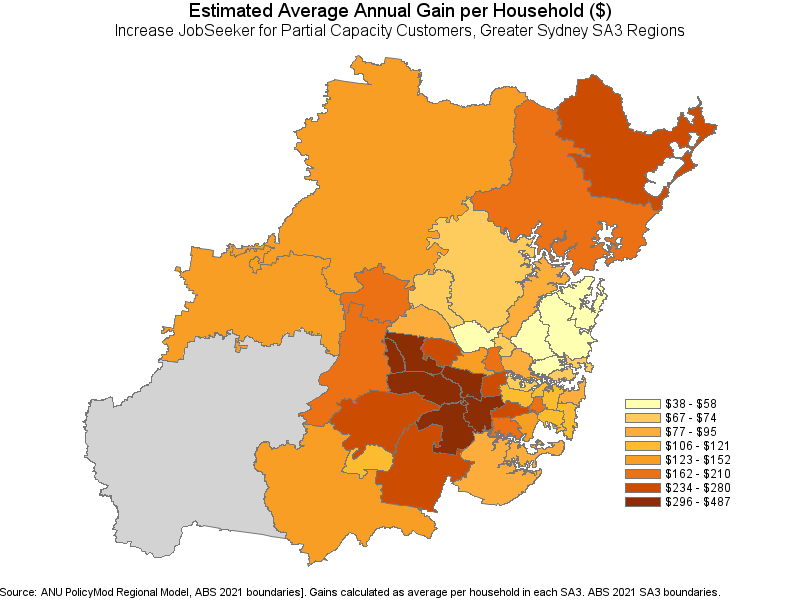 Estimated Average Annual Gain per Household ($)
Increase JobSeeker for Partial Capacity Customers, Greater Sydney SA3 Regions
$38 - $58
$67 - $74
$77 - $95
$106 - $121
$123 - $152
$162 - $210
$234 - $280
$296 - $487
Source: ANU PolicyMod Regional Model, ABS 2021 boundaries]. Gains calculated as average per household in each SA3. ABS 2021 SA3 boundaries.